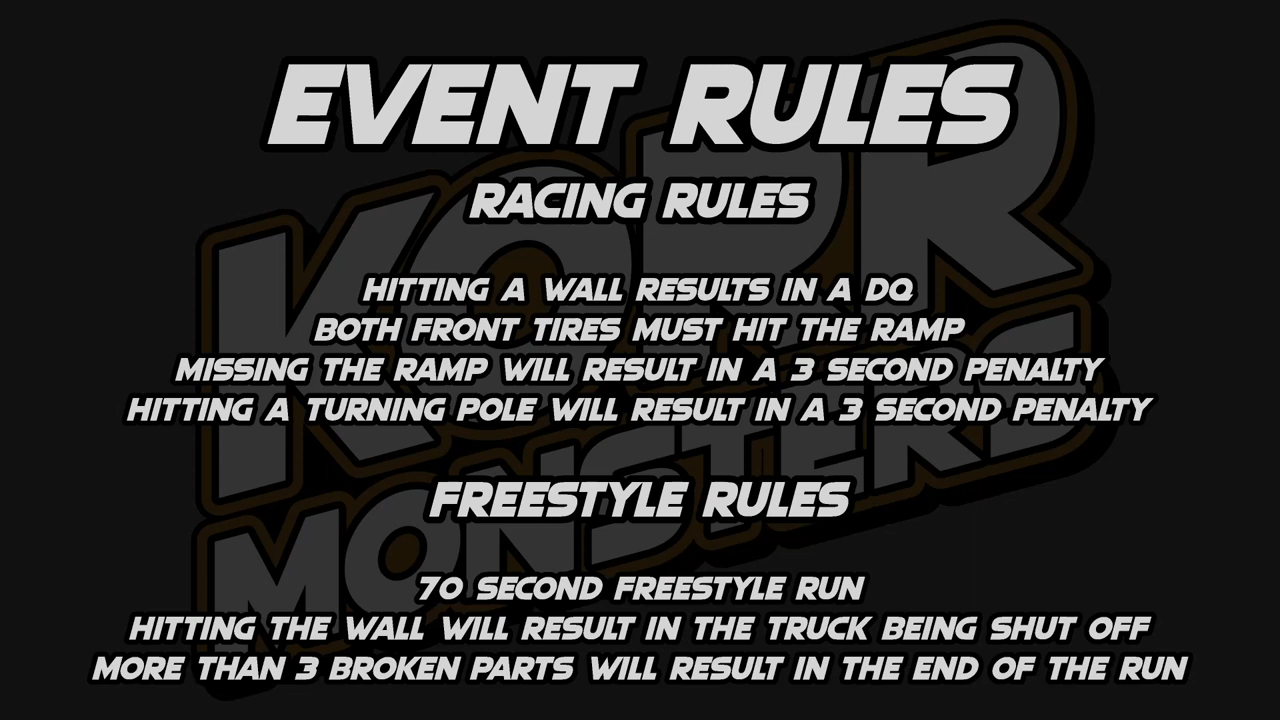 EVENT RULES
RACING RULES
HITTING A WALL RESULTS IN A DQ
BOTH FRONT TIRES MUST HIT THE RAMP
MISSING THE RAMP WILL RESULT IN A 3 SECOND PENALTY
HITTING A TURNING POLE WILL RESULT IN A 3 SECOND PENALTY
FREESTYLE RULES
70 SECOND FREESTYLE RUN
HITTING THE WALL WILL RESULT IN THE TRUCK BEING SHUT OFF
MORE THAN 3 BROKEN PARTS WILL RESULT IN THE END OF THE RUN
MONSTERS